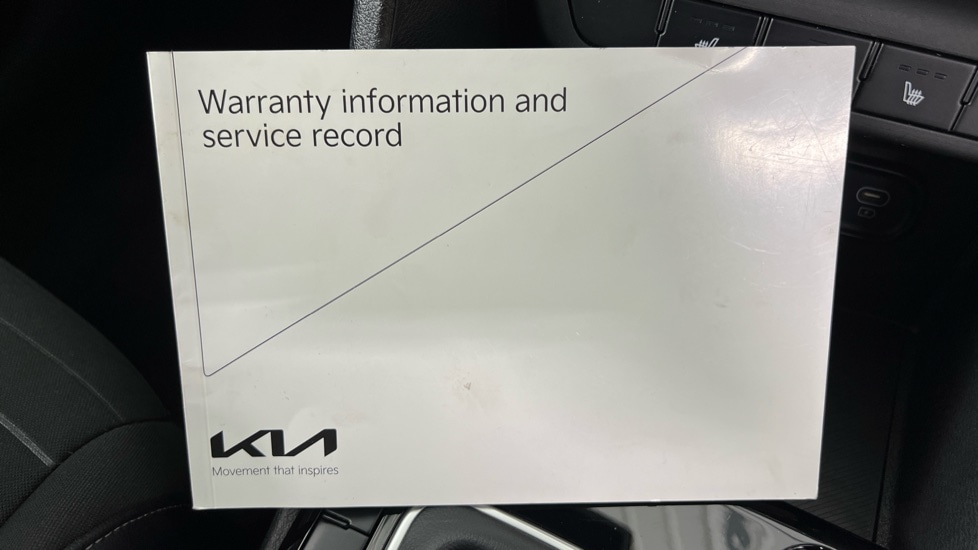 Warranty information and
service record
KIA
Movement that inspires